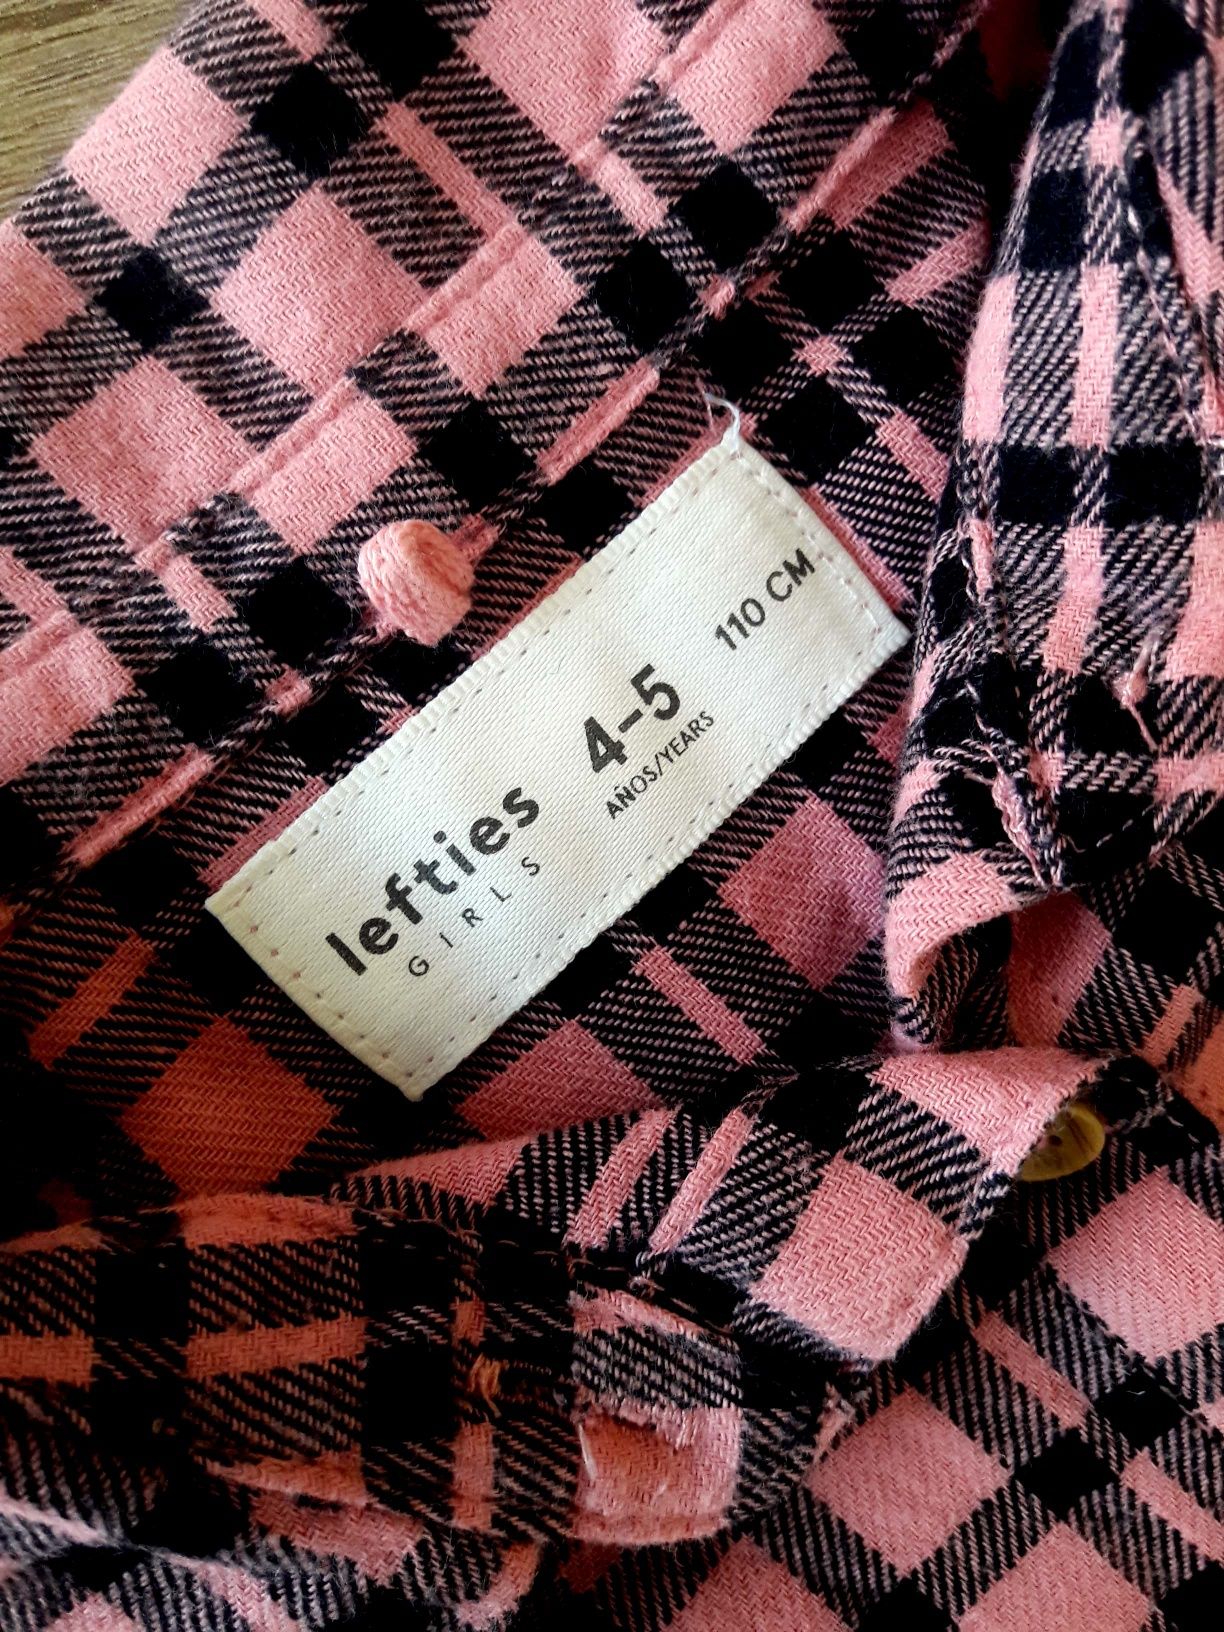 lefties
GIRLS
4-5
AÑOS/YEARS
110 CM